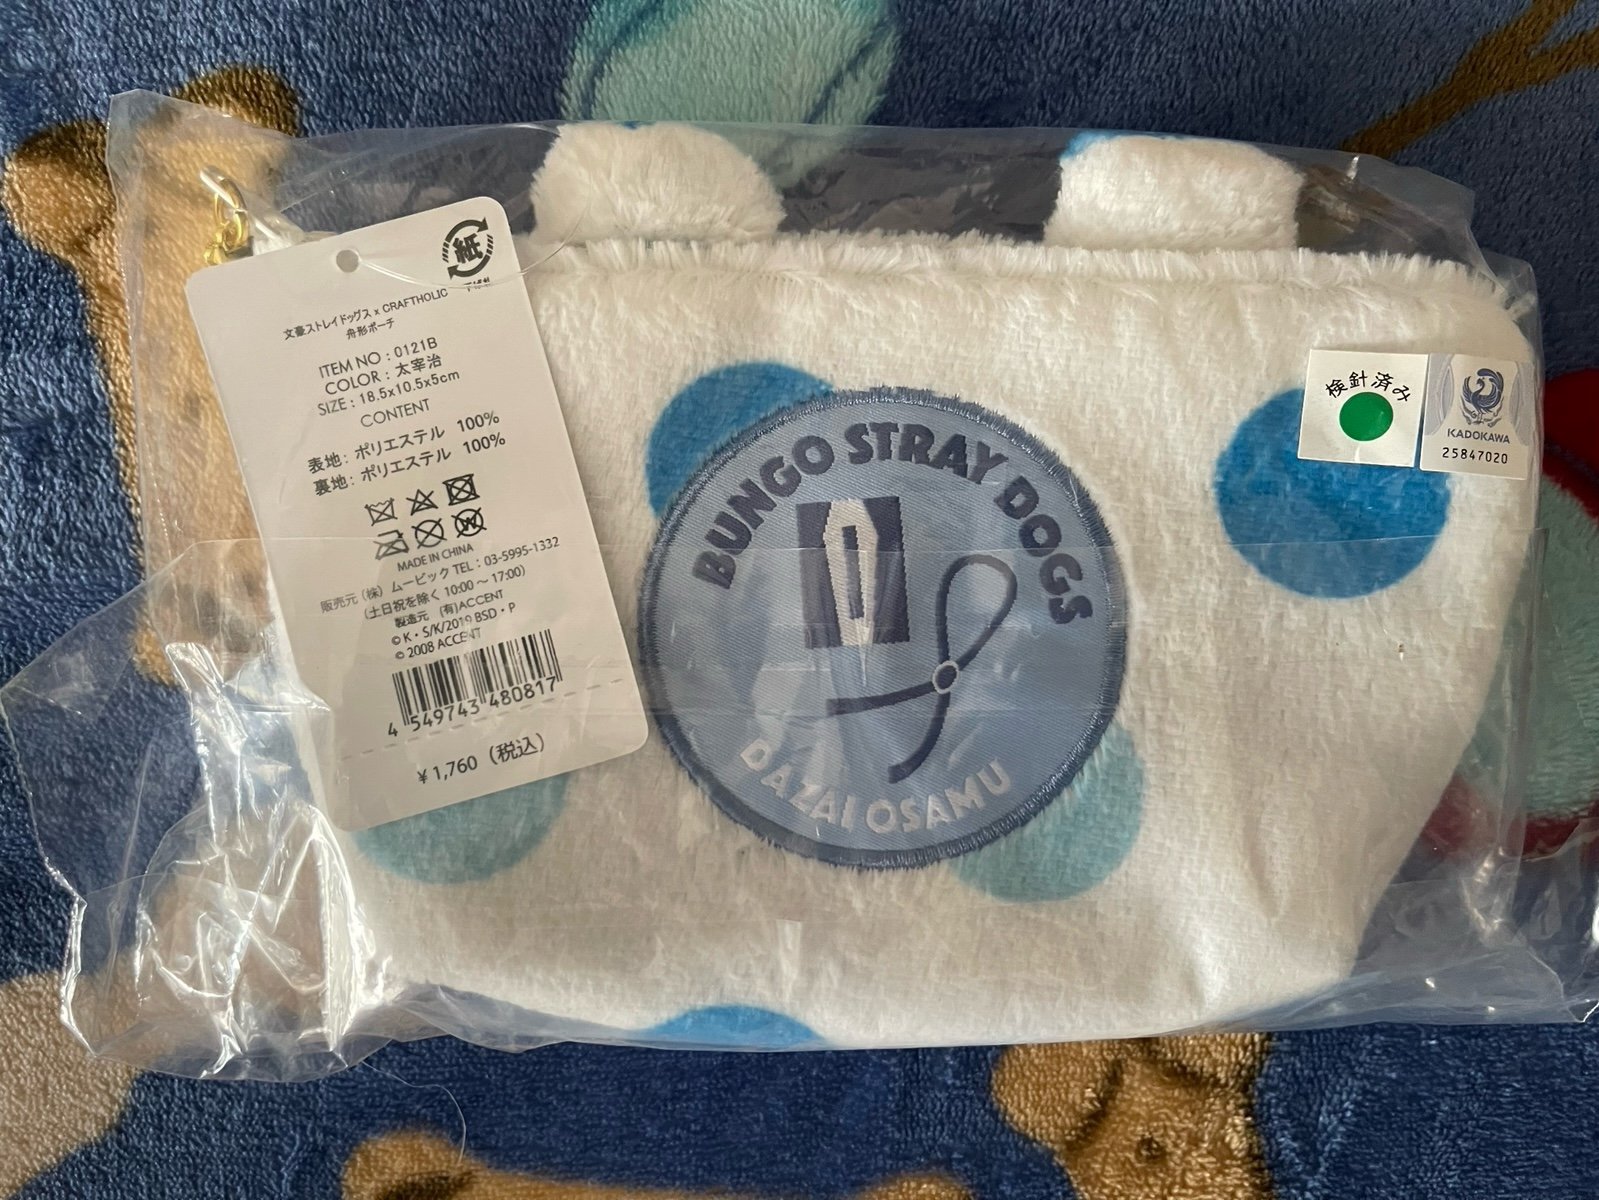 紙
文豪ストレイドッグス x CRAFTHOLIC
舟形ポーチ
ITEM NO : 0121B
COLOR : 太宰治
SIZE : 18.5x10.5x5cm
CONTENT
表地: ポリエステル 100%
裏地: ポリエステル 100%
MADE IN CHINA
販売元 (株) ムービック TEL : 03-5995-1332
(土日祝を除く 10:00 ~ 17:00)
製造元 (有)ACCENT
© K・S/K/2019 BSD・P
© 2008 ACCENT
4 549743 480817
¥1,760 (税込)
BUNGO STRAY DOGS
DAZAI OSAMU
検針済み
KADOKAWA
25847020